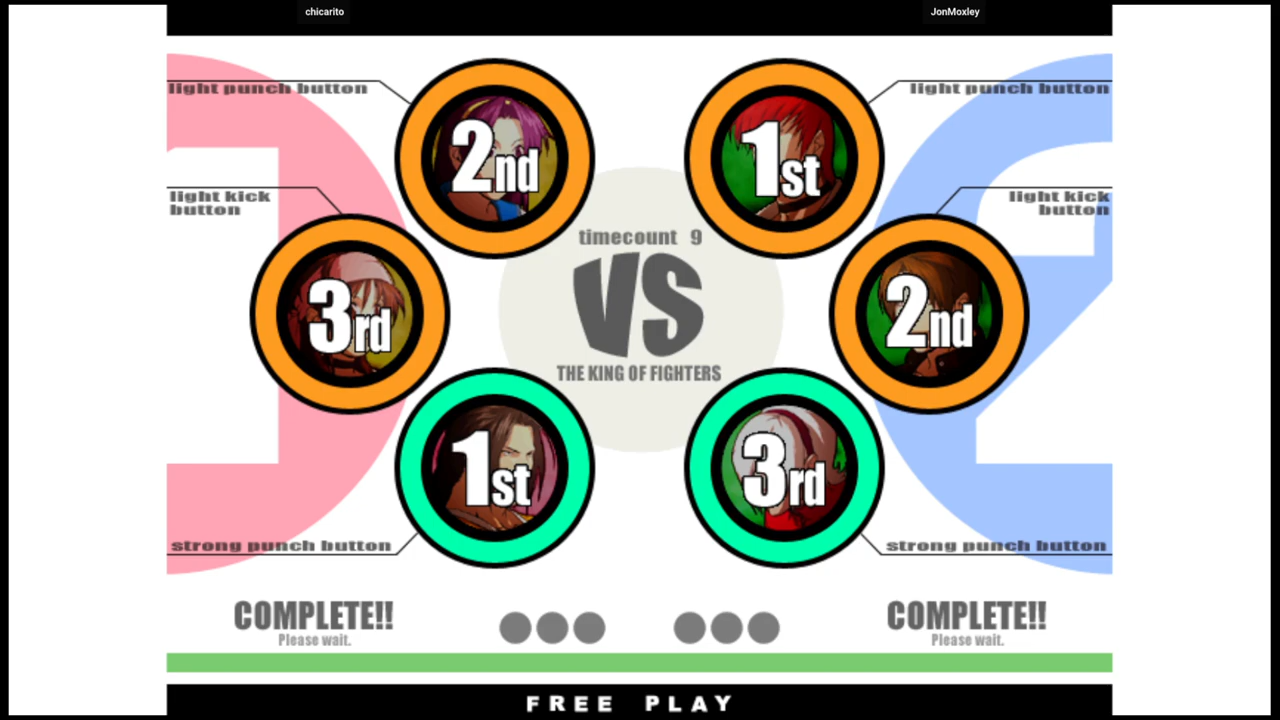 chicarito
JonMoxley
light punch button
light punch button
2nd
1st
light kick
button
light kick
button
timecount 9
VS
THE KING OF FIGHTERS
3rd
2nd
1st
3rd
strong punch button
strong punch button
COMPLETE!!
Please wait.
COMPLETE!!
Please wait.
FREE PLAY